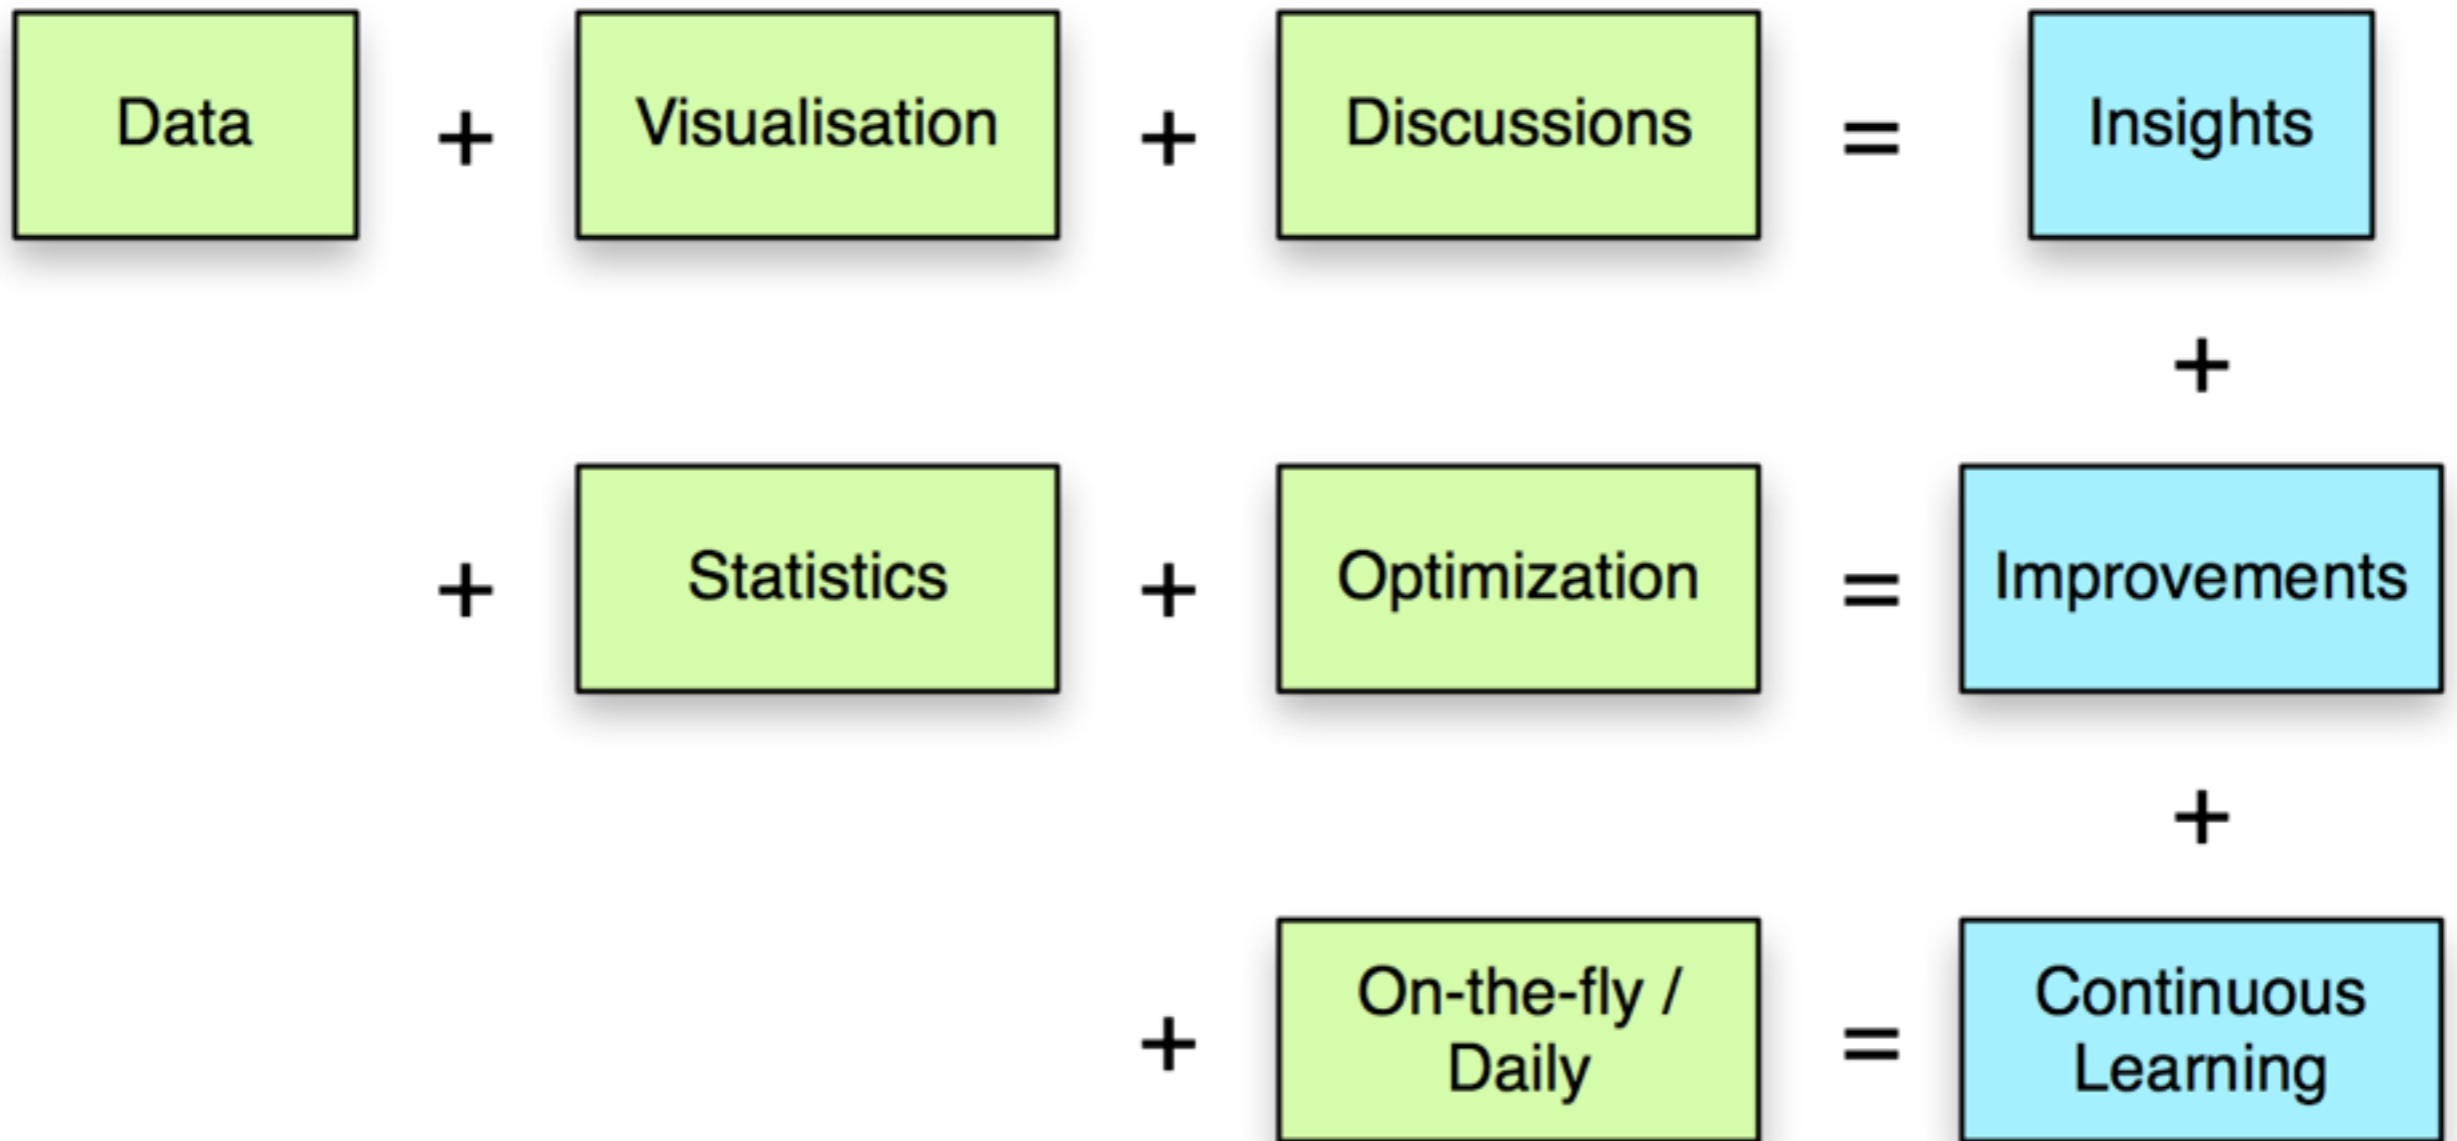 Data + Visualisation + Discussions = Insights
+
+ Statistics + Optimization = Improvements
+
+ On-the-fly / = Continuous
Daily Learning